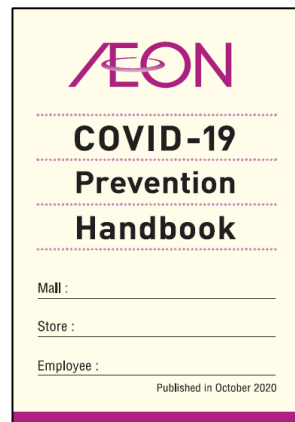 ÆON
COVID-19
Prevention
Handbook
Mall :
Store :
Employee :
Published in October 2020